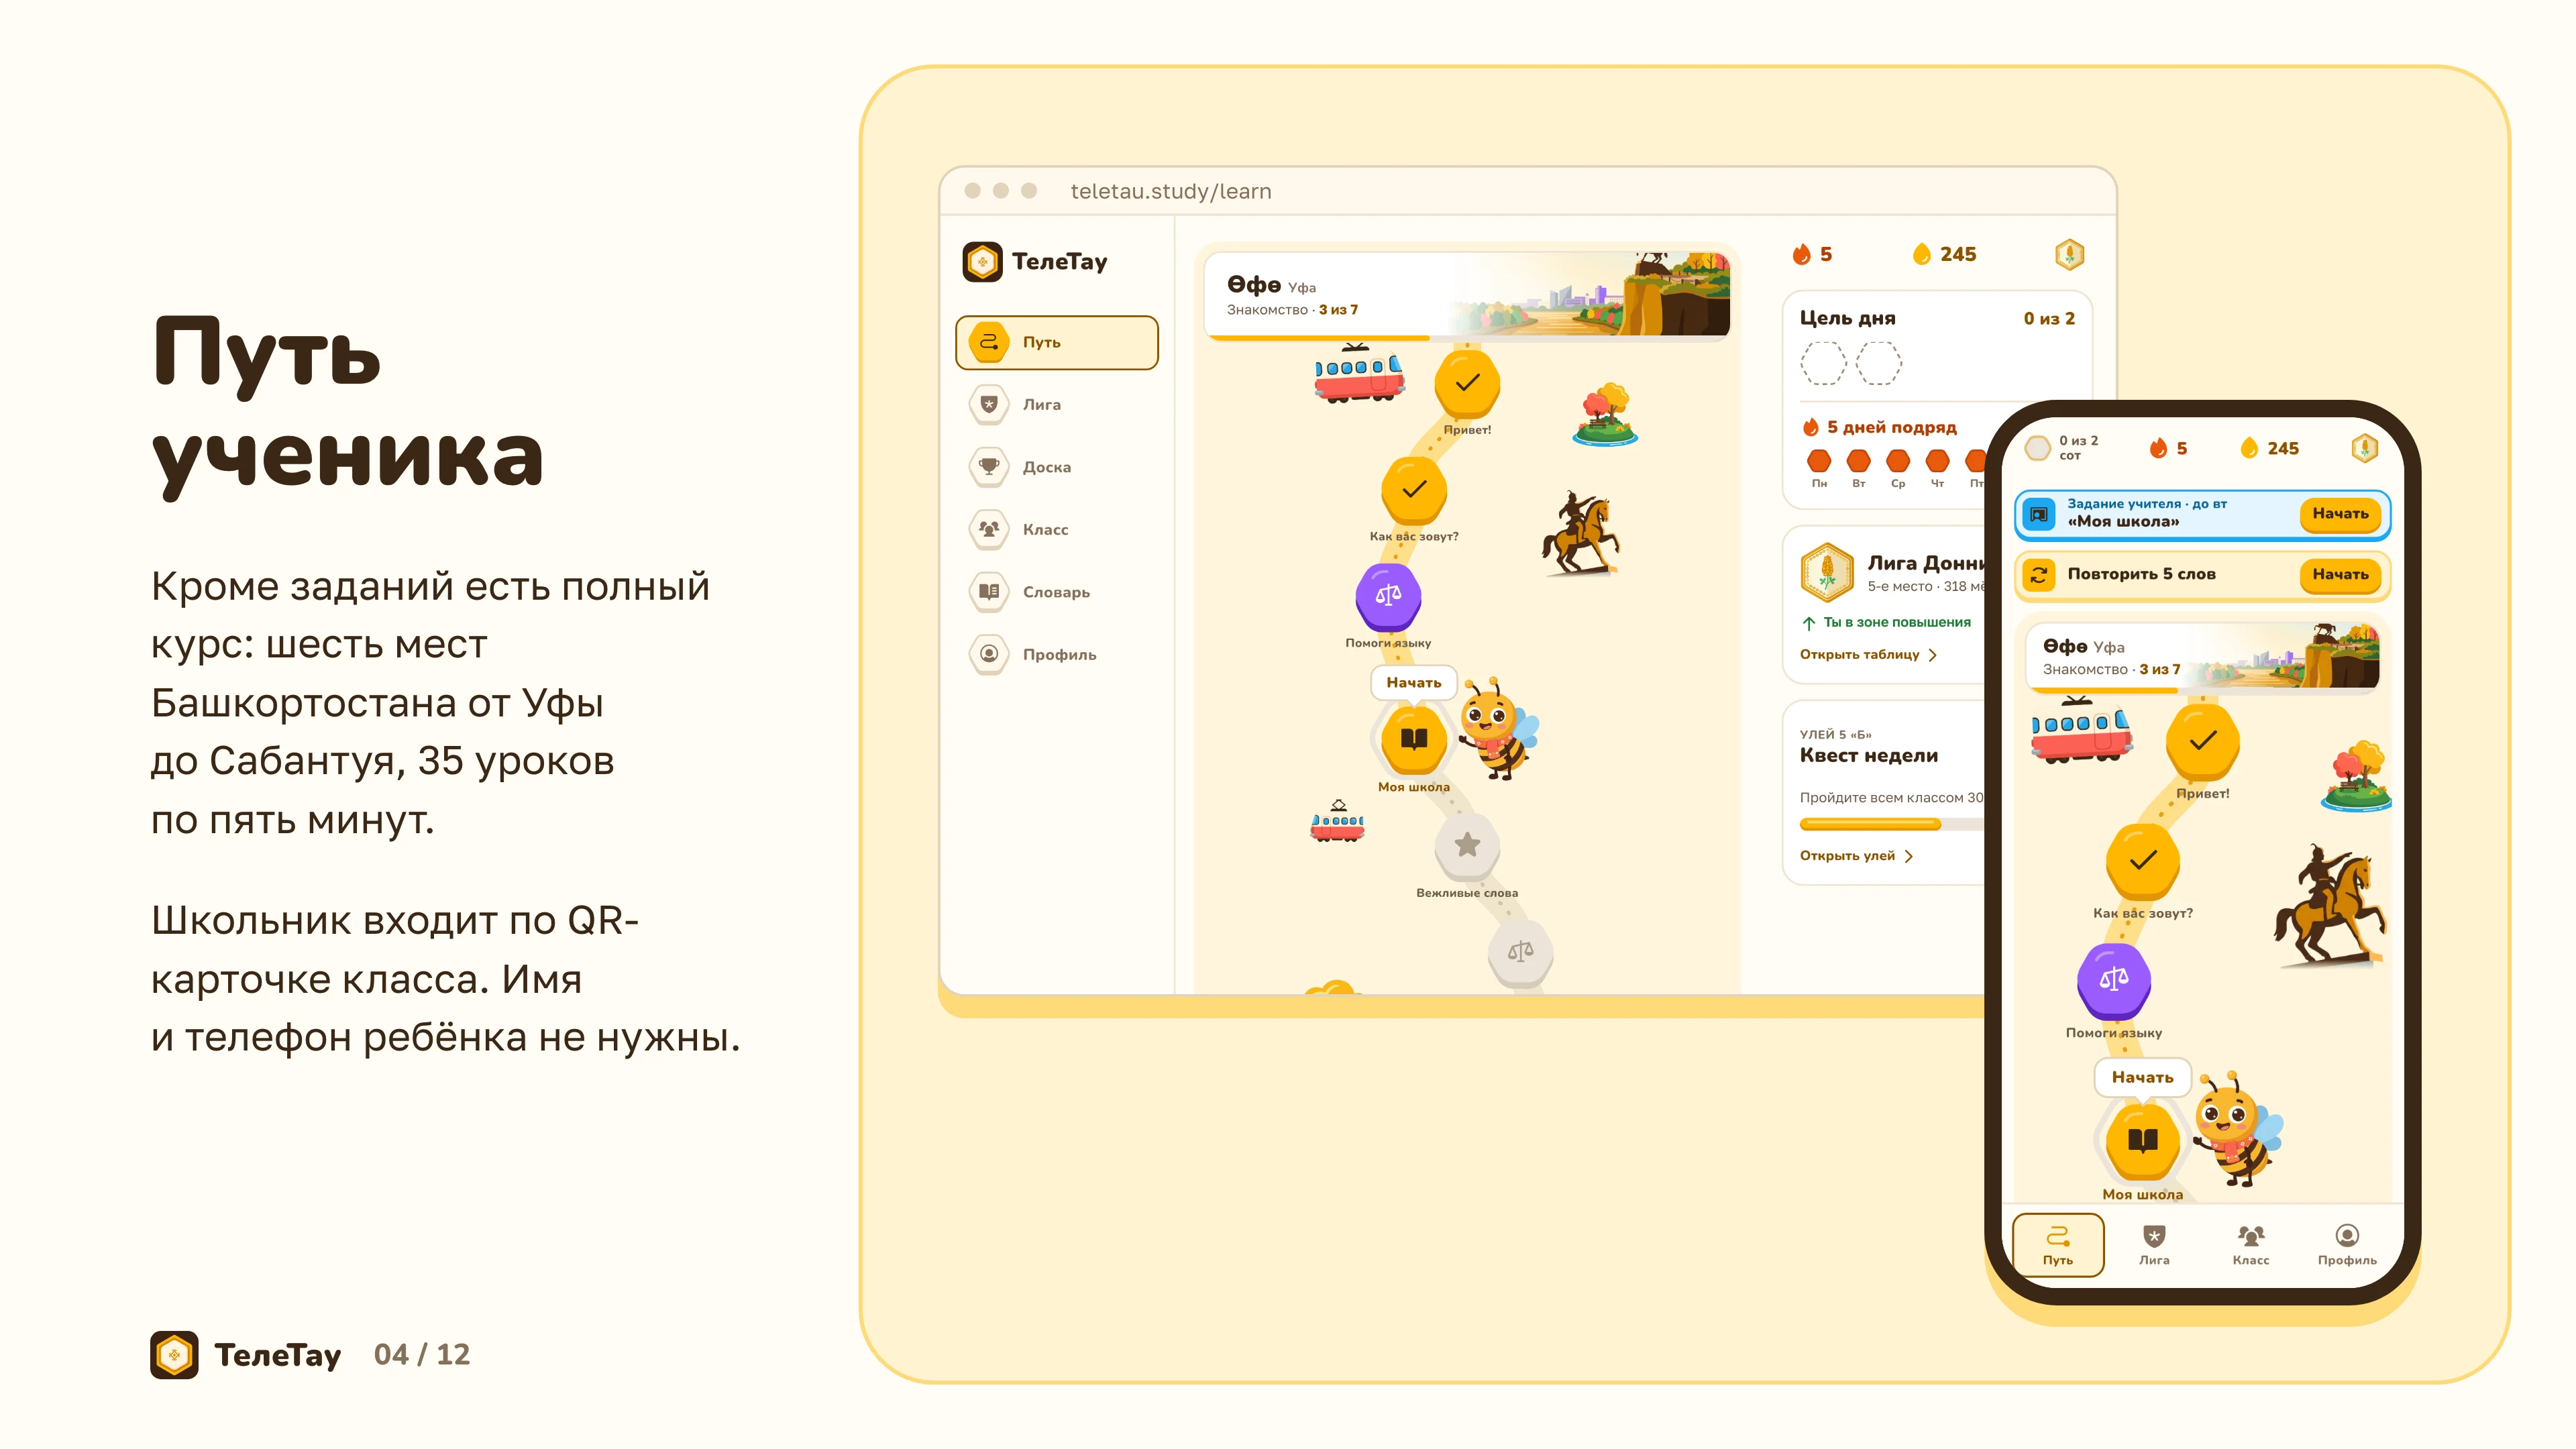 Путь
ученика
Кроме заданий есть полный
курс: шесть мест
Башкортостана от Уфы
до Сабантуя, 35 уроков
по пять минут.
Школьник входит по QR-
карточке класса. Имя
и телефон ребёнка не нужны.
ТелеТау 04 / 12
teletau.study/learn
ТелеТау
Путь
Лига
Доска
Класс
Словарь
Профиль
Өфө Уфа
Знакомство · 3 из 7
Привет!
Как вас зовут?
Помоги языку
Начать
Моя школа
Вежливые слова
5 245
Цель дня 0 из 2
5 дней подряд
Пн Вт Ср Чт Пт
Лига
5-е место · 318
Ты в зоне повышения
Открыть таблицу
УЛЕЙ 5 «Б»
Квест недели
Пройдите всем классом 30
Открыть улей
0 из 2
сот
5 245
Задание учителя · до вт
«Моя школа»
Начать
Повторить 5 слов
Начать
Өфө Уфа
Знакомство · 3 из 7
Привет!
Как вас зовут?
Помоги языку
Начать
Моя школа
Путь Лига Класс Профиль